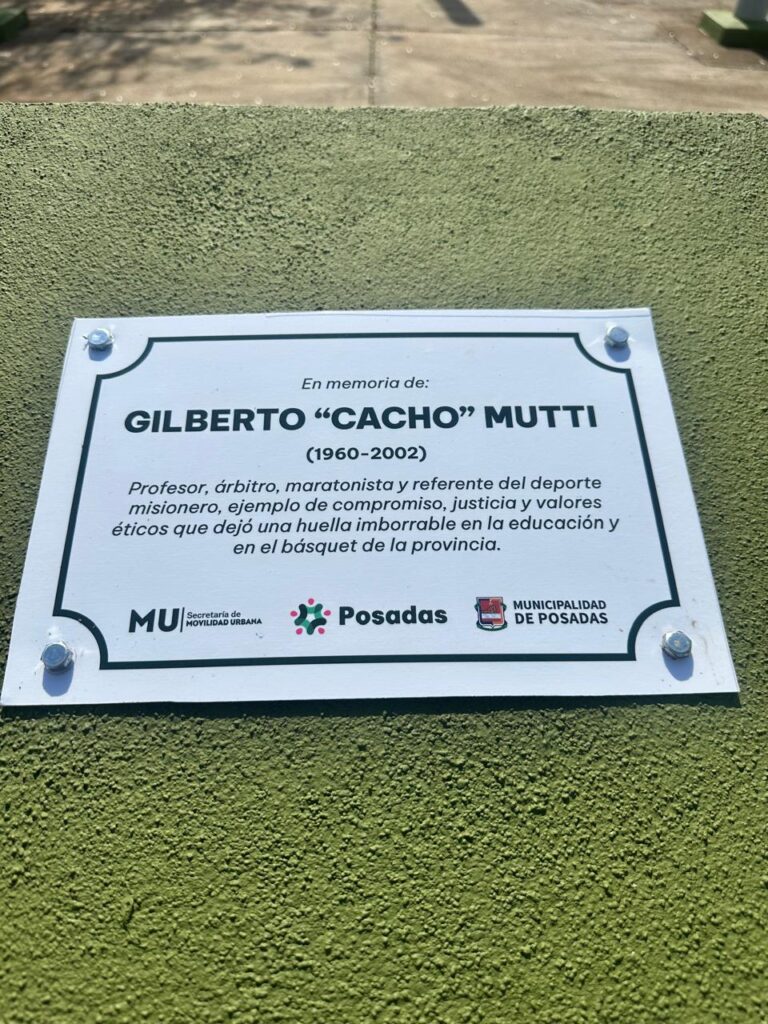 En memoria de:
GILBERTO “CACHO” MUTTI
(1960-2002)
Profesor, árbitro, maratonista y referente del deporte
misionero, ejemplo de compromiso, justicia y valores
éticos que dejó una huella imborrable en la educación y
en el básquet de la provincia.
MU
Secretaría de
MOVILIDAD URBANA
Posadas
MUNICIPALIDAD
DE POSADAS